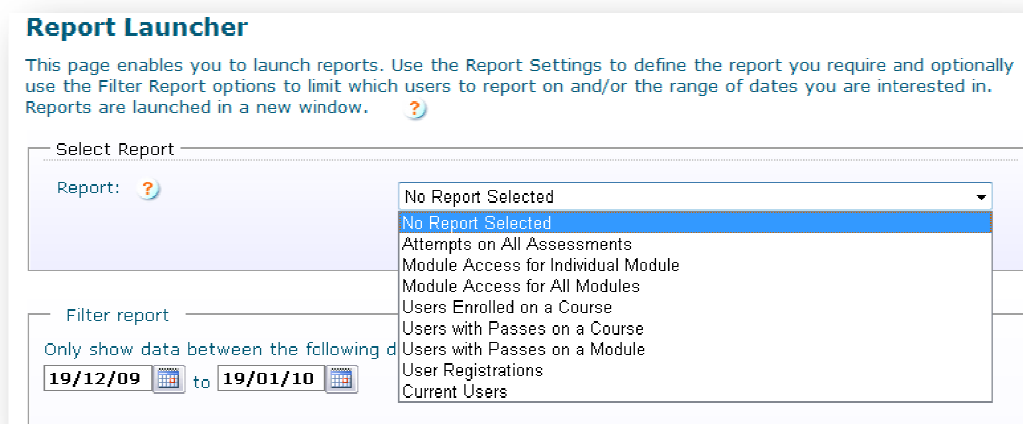 Report Launcher
This page enables you to launch reports. Use the Report Settings to define the report you require and optionally
use the Filter Report options to limit which users to report on and/or the range of dates you are interested in.
Reports are launched in a new window. ?
Select Report
Report: ?
No Report Selected
No Report Selected
Attempts on All Assessments
Module Access for Individual Module
Module Access for All Modules
Users Enrolled on a Course
Users with Passes on a Course
Users with Passes on a Module
User Registrations
Current Users
Filter report
Only show data between the following d
19/12/09 to 19/01/10